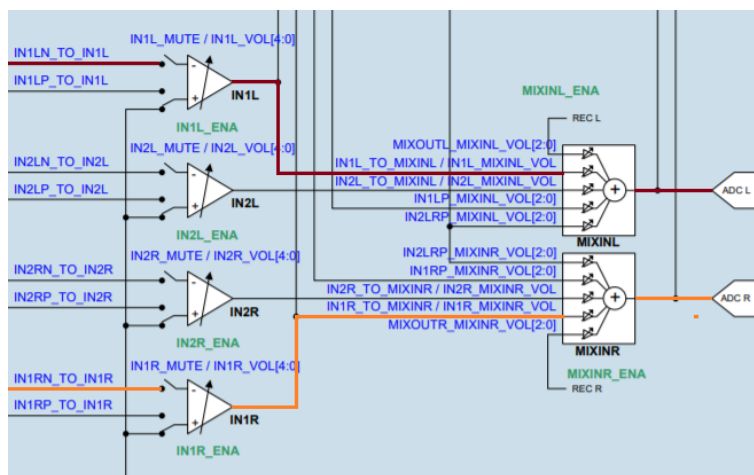 IN1L_MUTE / IN1L_VOL[4:0]
IN1LN_TO_IN1L
IN1LP_TO_IN1L
-
+
IN1L
IN1L_ENA
IN2L_MUTE / IN2L_VOL[4:0]
IN2LN_TO_IN2L
IN2LP_TO_IN2L
-
+
IN2L
IN2L_ENA
IN2R_MUTE / IN2R_VOL[4:0]
IN2RN_TO_IN2R
IN2RP_TO_IN2R
-
+
IN2R
IN2R_ENA
IN1R_MUTE / IN1R_VOL[4:0]
IN1RN_TO_IN1R
IN1RP_TO_IN1R
-
+
IN1R
IN1R_ENA
MIXINL_ENA
REC L
MIXOUTL_MIXINL_VOL[2:0]
IN1L_TO_MIXINL / IN1L_MIXINL_VOL
IN2L_TO_MIXINL / IN2L_MIXINL_VOL
IN1LP_MIXINL_VOL[2:0]
IN2LRP_MIXINL_VOL[2:0]
+
MIXINL
ADC L
IN2LRP_MIXINR_VOL[2:0]
IN1RP_MIXINR_VOL[2:0]
IN2R_TO_MIXINR / IN2R_MIXINR_VOL
IN1R_TO_MIXINR / IN1R_MIXINR_VOL
MIXOUTR_MIXINR_VOL[2:0]
+
MIXINR
ADC R
MIXINR_ENA
REC R